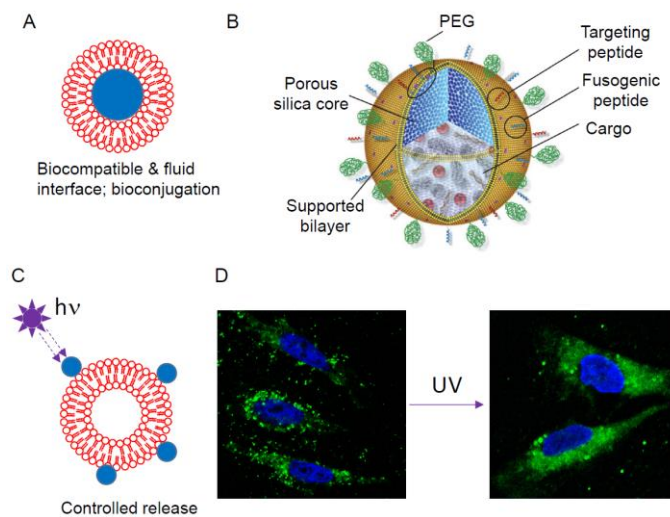 A
Biocompatible & fluid
interface; bioconjugation
B
PEG
Targeting
peptide
Fusogenic
peptide
Cargo
Porous
silica core
Supported
bilayer
C
hν
Controlled release
D
UV